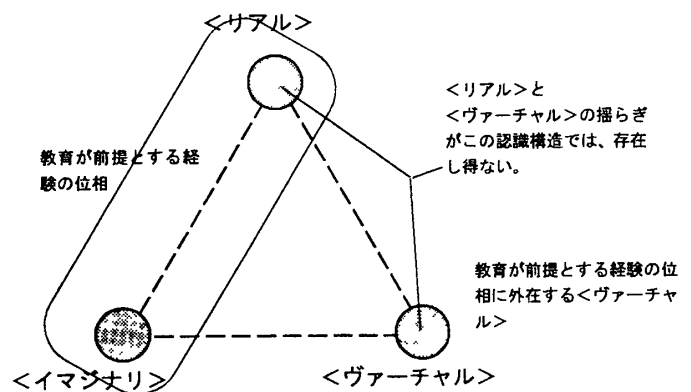 ＜リアル＞
＜リアル＞と
＜ヴァーチャル＞の揺らぎ
がこの認識構造では、存在
し得ない。
教育が前提とする経
験の位相
教育が前提とする経験の位
相に外在する＜ヴァーチャ
ル＞
＜イマジナリ＞
＜ヴァーチャル＞